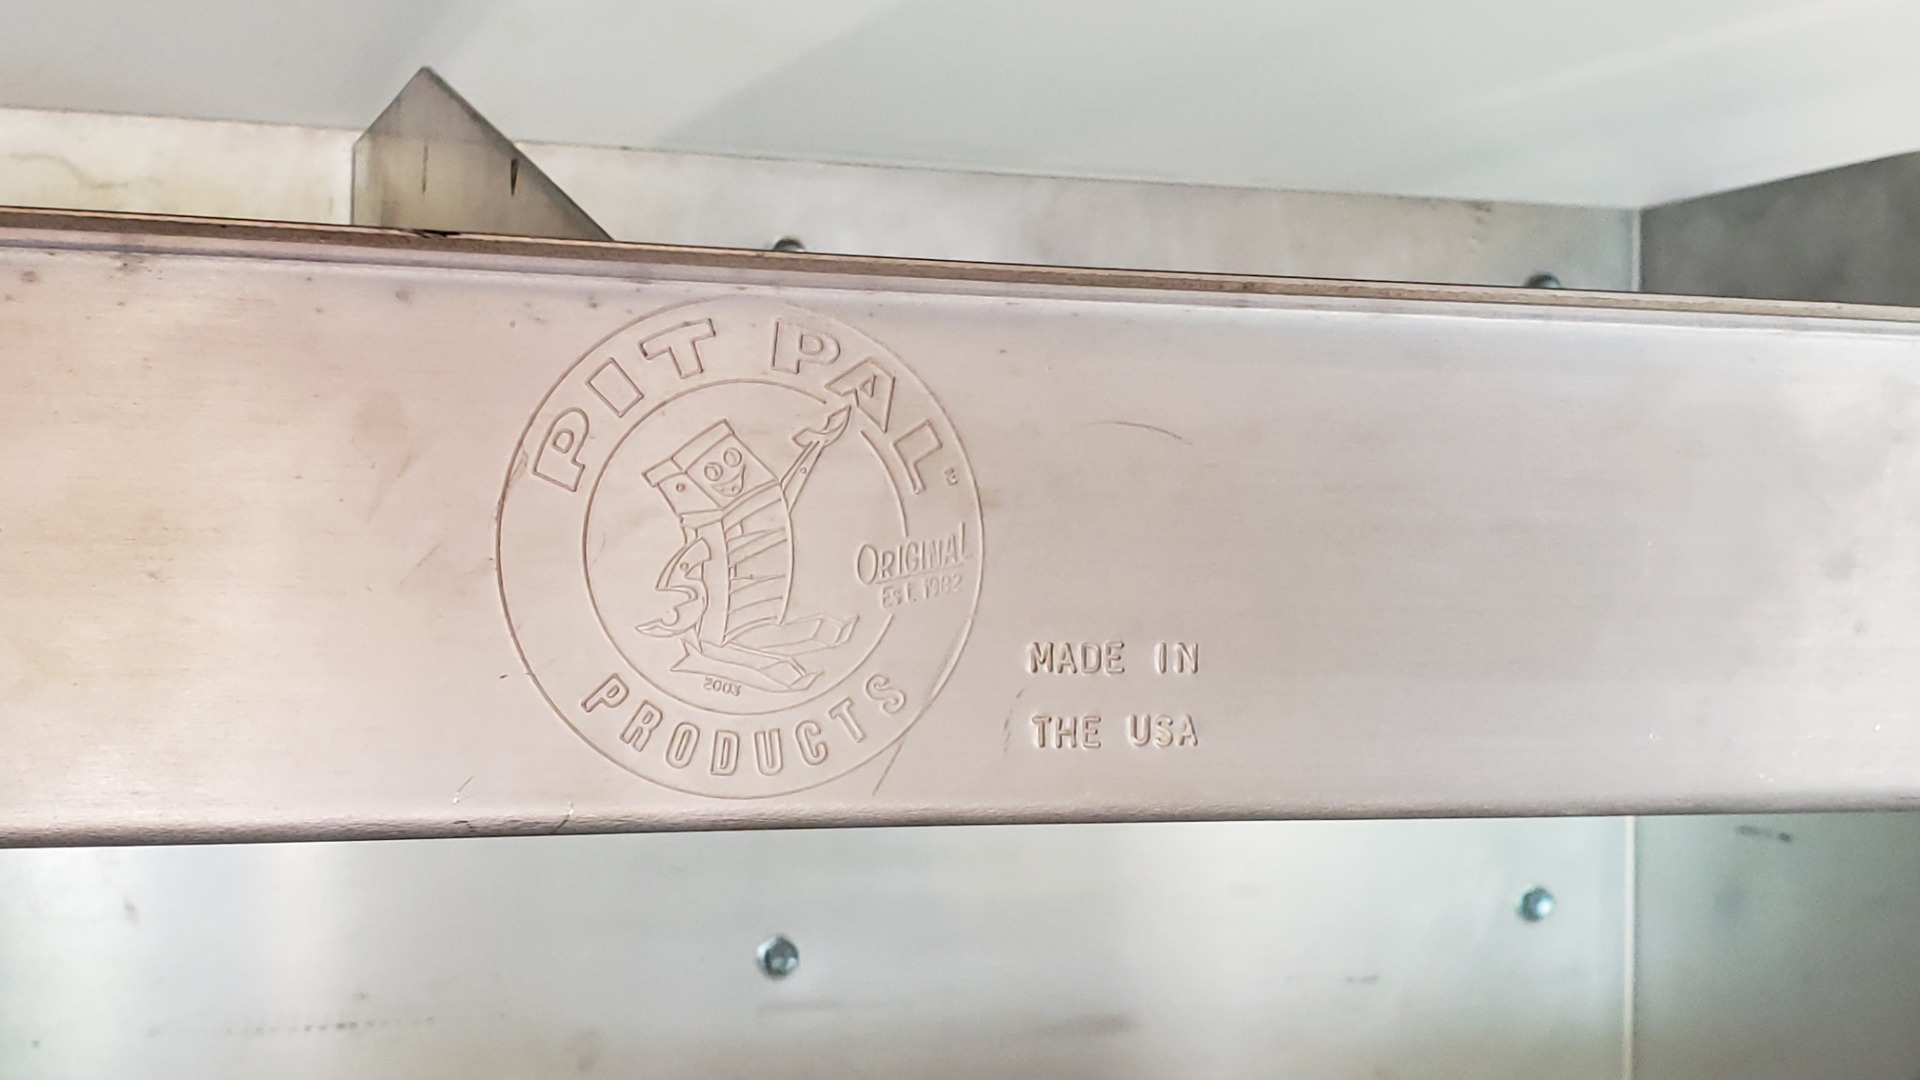 PIT PAL
ORIGINAL
Est. 1982
2003
PRODUCTS
MADE IN
THE USA